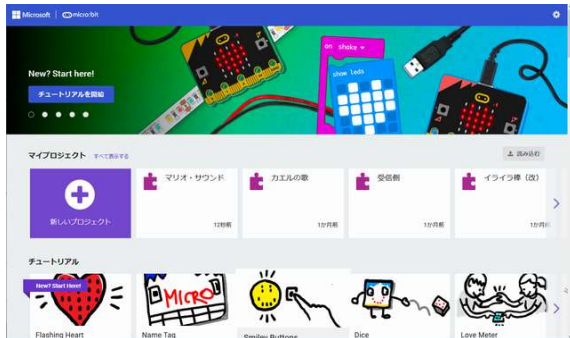 Microsoft
micro:bit
New? Start here!
チュートリアルを開始
on shake
show leds
マイプロジェクト すべて表示する
読み込む
新しいプロジェクト
マリオ・サウンド
12秒前
カエルの歌
1か月前
受信側
1か月前
イライラ棒（改）
1か月前
チュートリアル
New? Start Here!
MICRO
Flashing Heart
Name Tag
Smiley Buttons
Dice
Love Meter